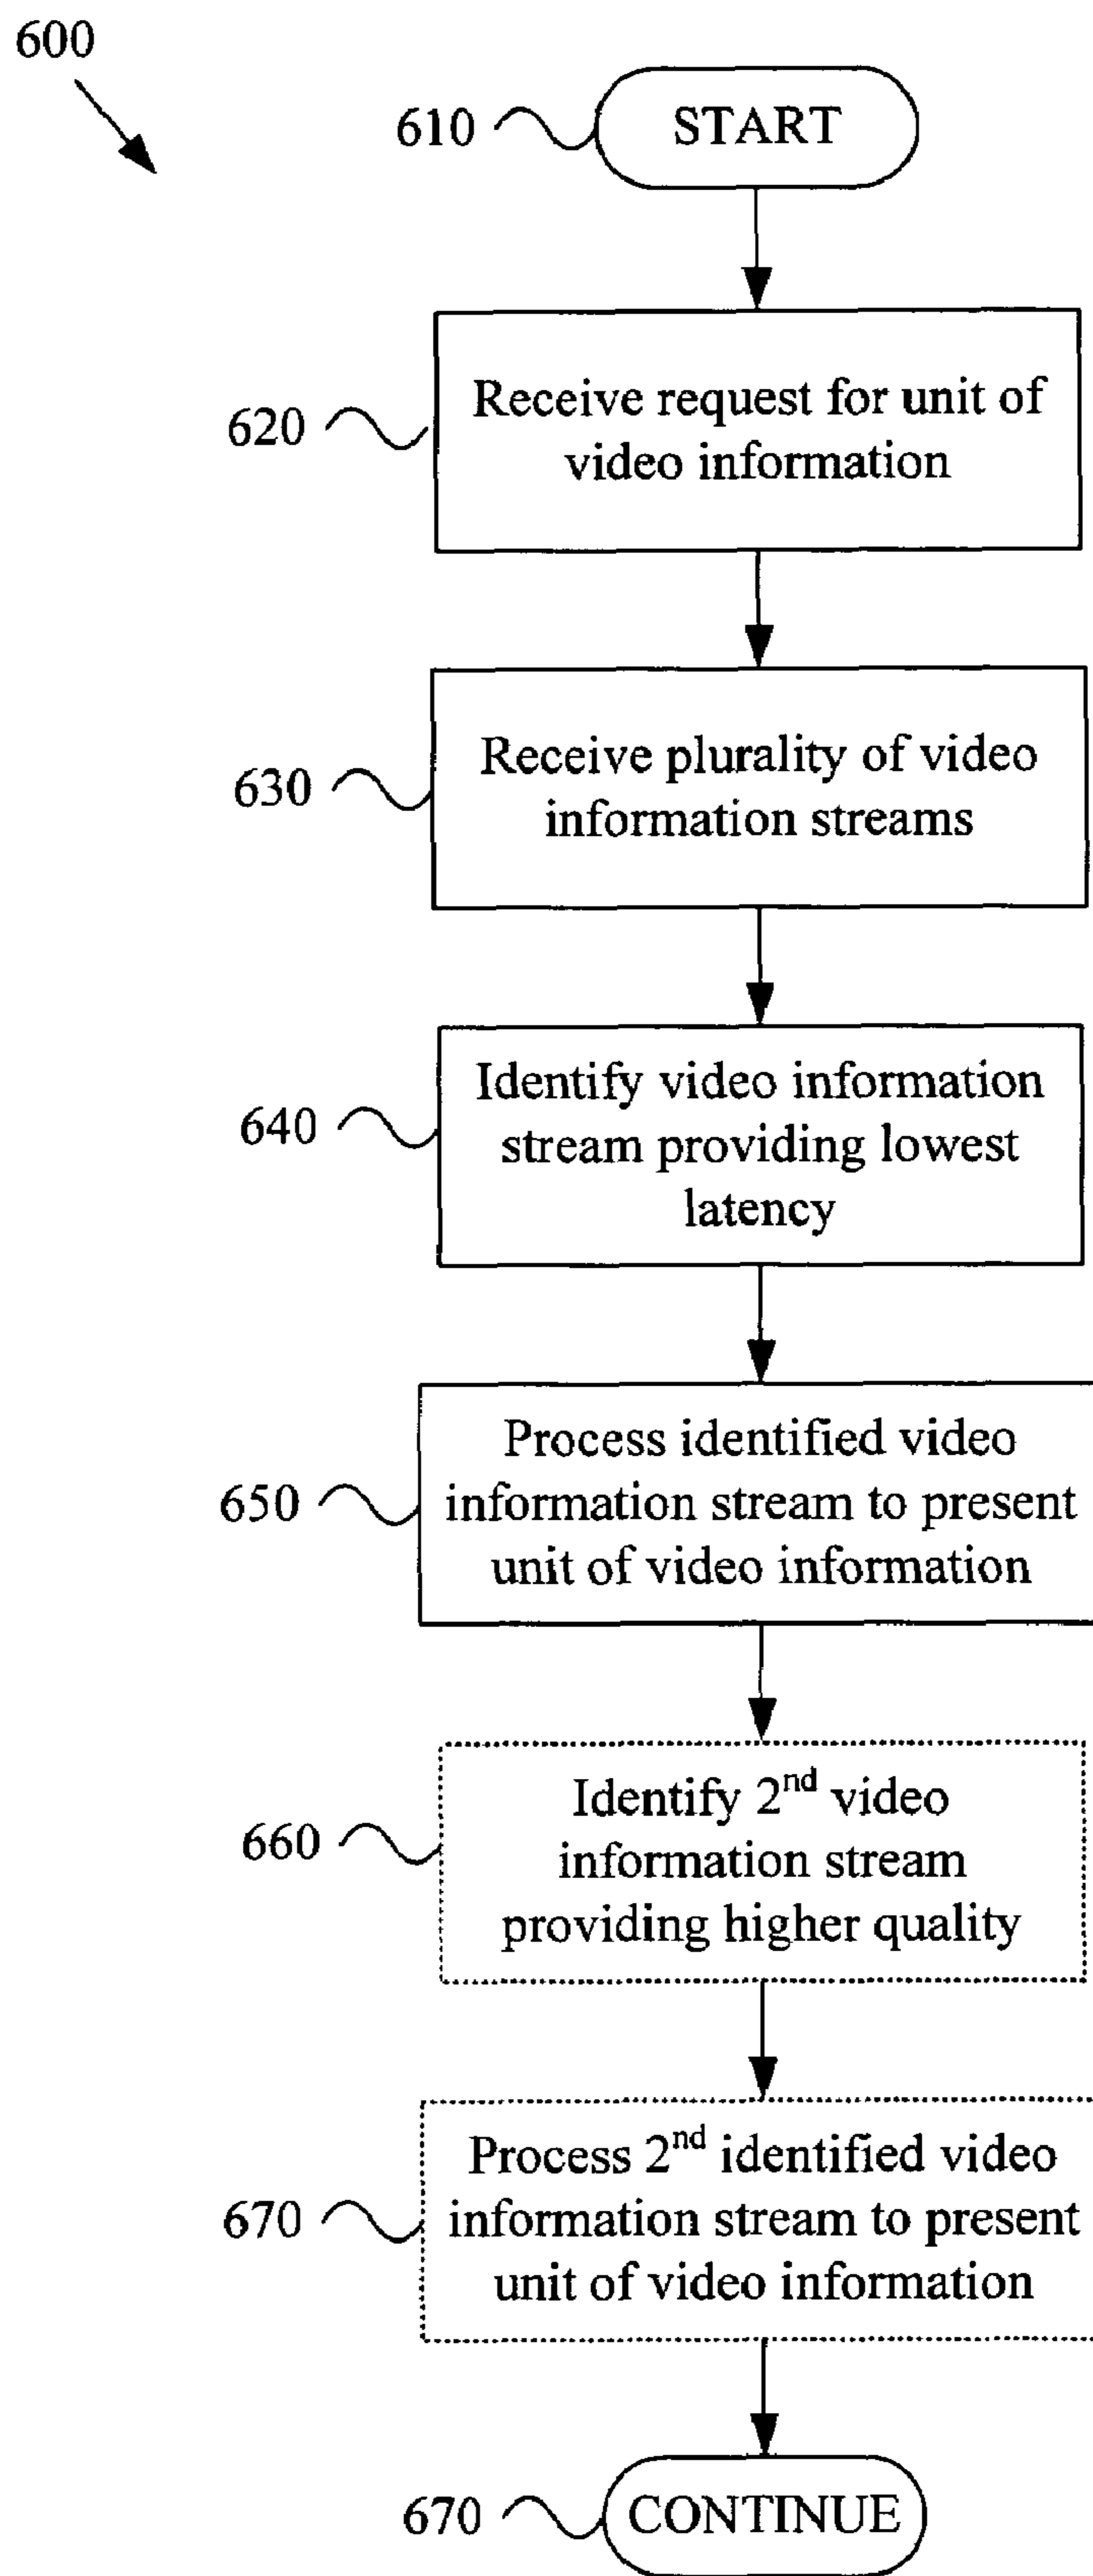 600
610
START
620
Receive request for unit of
video information
630
Receive plurality of video
information streams
640
Identify video information
stream providing lowest
latency
650
Process identified video
information stream to present
unit of video information
660
Identify 2nd video
information stream
providing higher quality
670
Process 2nd identified video
information stream to present
unit of video information
670
CONTINUE